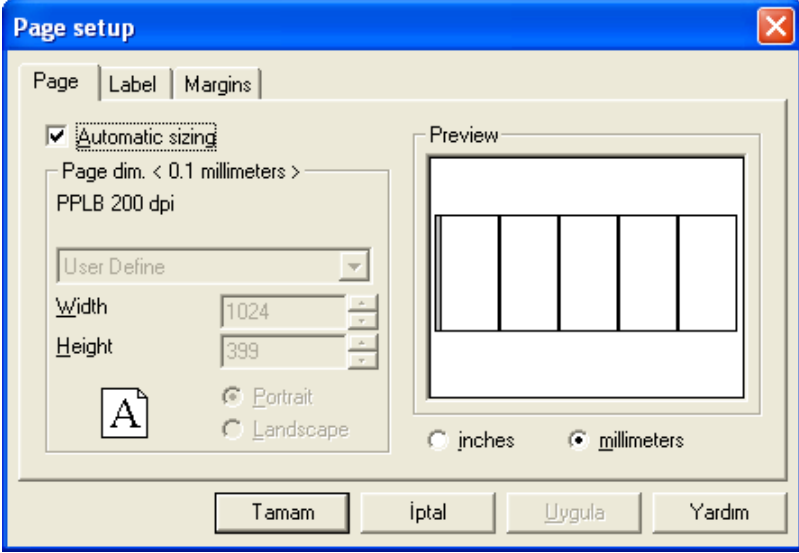 Page setup
Page Label Margins
Automatic sizing
Page dim. < 0.1 millimeters >
PPLB 200 dpi
User Define
Width 1024
Height 399
A
Portrait
Landscape
Preview
inches millimeters
Tamam İptal Uygula Yardım